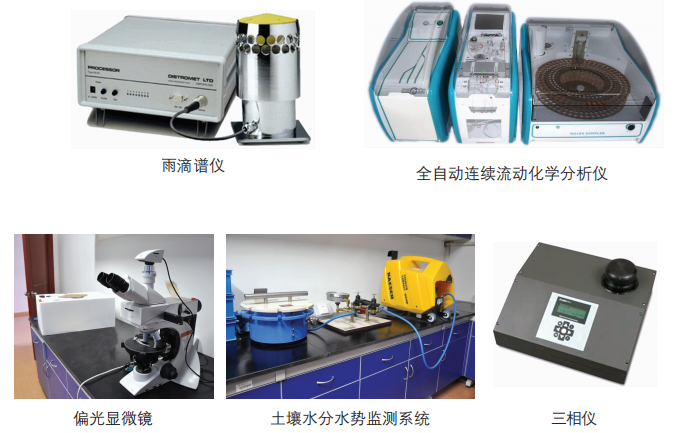 PROCESSOR
DISTROMET LTD
雨滴谱仪
全自动连续流动化学分析仪
KAESER
偏光显微镜
土壤水分水势监测系统
三相仪